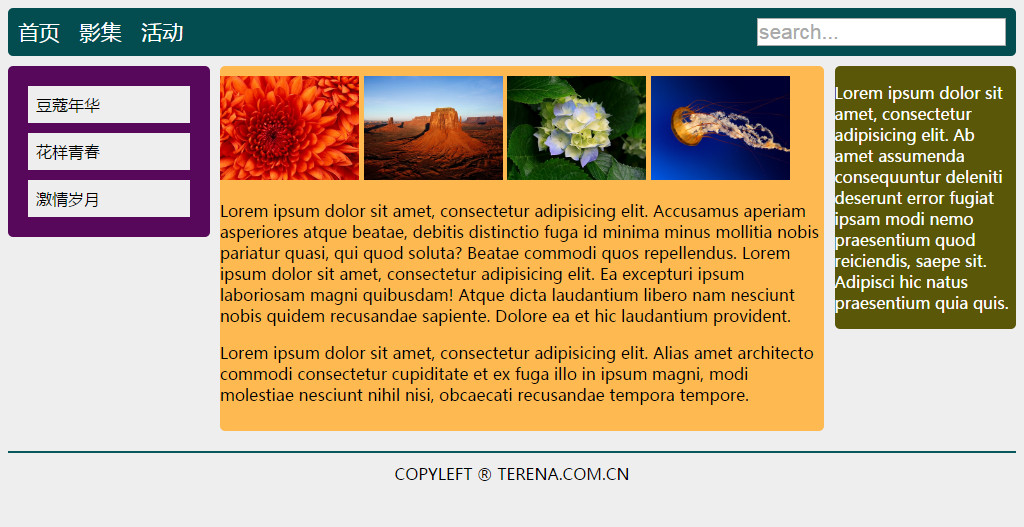 首页 影集 活动
search...
豆蔻年华
花样青春
激情岁月
Lorem ipsum dolor sit amet, consectetur adipisicing elit. Accusamus aperiam
asperiores atque beatae, debitis distinctio fuga id minima minus mollitia nobis
pariatur quasi, qui quod soluta? Beatae commodi quos repellendus. Lorem
ipsum dolor sit amet, consectetur adipisicing elit. Ea excepturi ipsum
laboriosam magni quibusdam! Atque dicta laudantium libero nam nesciunt
nobis quidem recusandae sapiente. Dolore ea et hic laudantium provident.
Lorem ipsum dolor sit amet, consectetur adipisicing elit. Alias amet architecto
commodi consectetur cupiditate et ex fuga illo in ipsum magni, modi
molestiae nesciunt nihil nisi, obcaecati recusandae tempora tempore.
Lorem ipsum dolor sit
amet, consectetur
adipisicing elit. Ab
amet assumenda
consequuntur deleniti
deserunt error fugiat
ipsam modi nemo
praesentium quod
reiciendis, saepe sit.
Adipisci hic natus
praesentium quia quis.
COPYLEFT ® TERENA.COM.CN